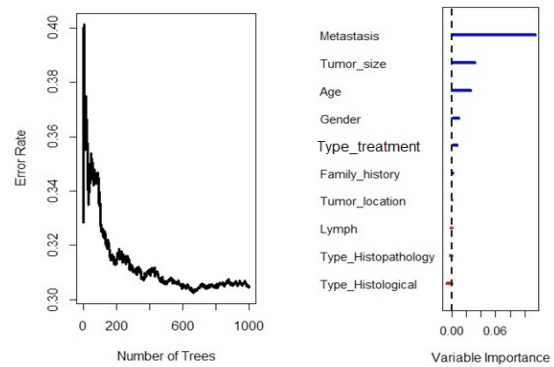 Error Rate
0.40
0.38
0.36
0.34
0.32
0.30
0 200 600 1000
Number of Trees
Metastasis
Tumor_size
Age
Gender
Type_treatment
Family_history
Tumor_location
Lymph
Type_Histopathology
Type_Histological
0.00 0.06
Variable Importance